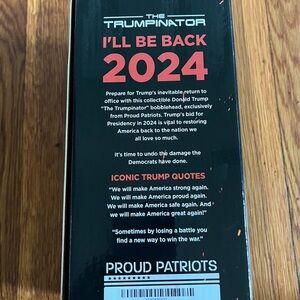 THE
TRUMPINATOR
I'LL BE BACK
2024
Prepare for Trump's inevitable return to
office with this collectible Donald Trump
"The Trumpinator" bobblehead, exclusively
from Proud Patriots. Trump's bid for
Presidency in 2024 is vital to restoring
America back to the nation we
all love so much.
It's time to undo the damage the
Democrats have done.
ICONIC TRUMP QUOTES
"We will make America strong again.
We will make America proud again.
We will make America safe again. And
we will make America great again!"
"Sometimes by losing a battle you
find a new way to win the war."
PROUD PATRIOTS